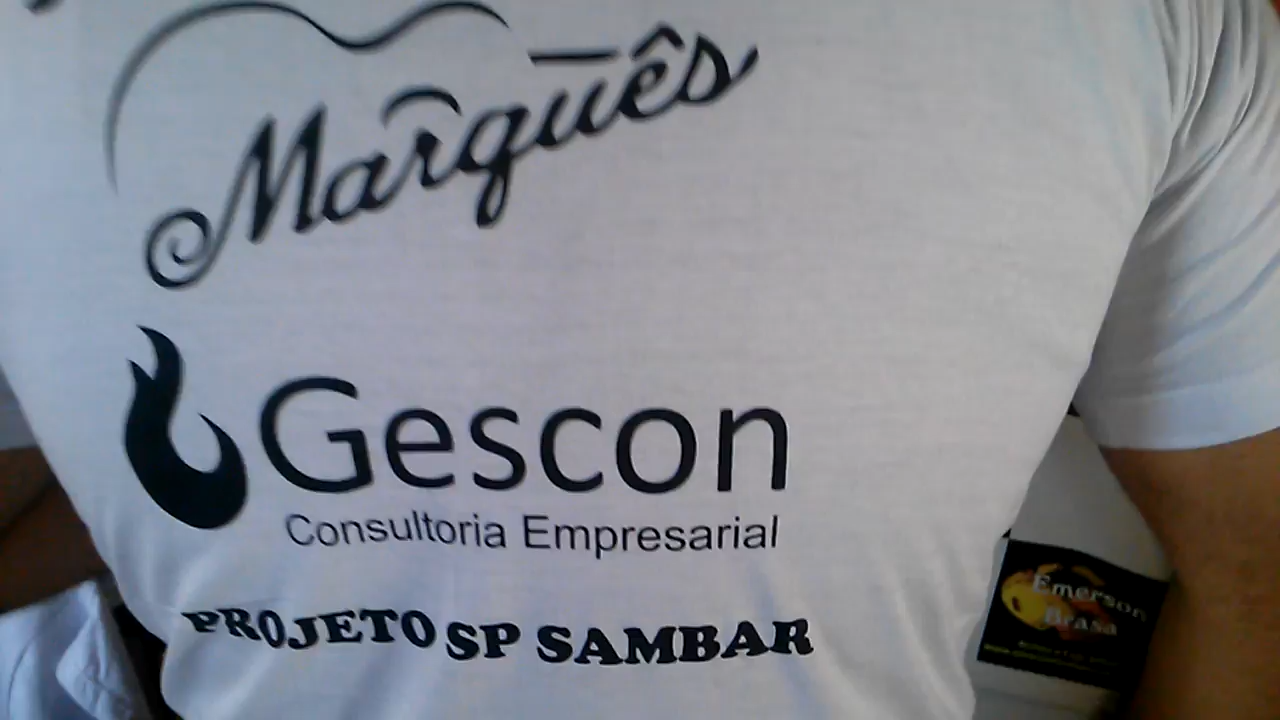 Marquês
Gescon
Consultoria Empresarial
PROJETO SP SAMBAR
Emerson
Brasa